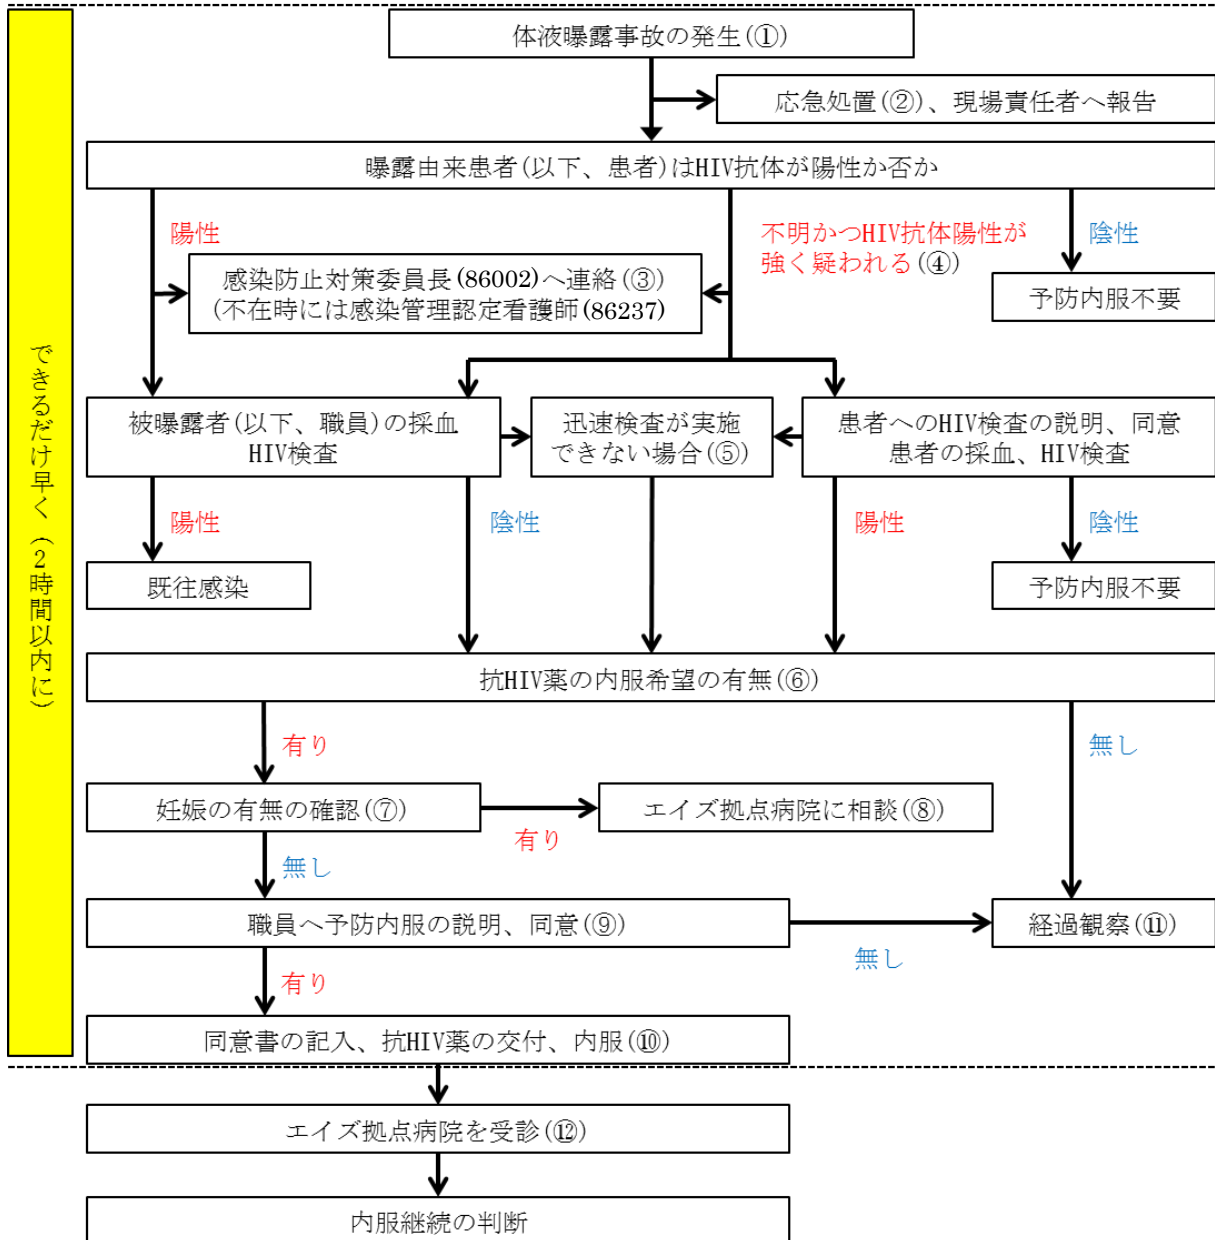 できるだけ早く(2時間以内に)
体液曝露事故の発生(①)
応急処置(②)、現場責任者へ報告
曝露由来患者(以下、患者)はHIV抗体が陽性か否か
陽性
不明かつHIV抗体陽性が
強く疑われる(④)
陰性
感染防止対策委員長(86002)へ連絡(③)
(不在時には感染管理認定看護師(86237)
予防内服不要
被曝露者(以下、職員)の採血
HIV検査
迅速検査が実施
できない場合(⑤)
患者へのHIV検査の説明、同意
患者の採血、HIV検査
陽性
陰性
陽性
陰性
既往感染
予防内服不要
抗HIV薬の内服希望の有無(⑥)
有り
無し
妊娠の有無の確認(⑦)
有り
エイズ拠点病院に相談(⑧)
無し
職員へ予防内服の説明、同意(⑨)
無し
経過観察(⑪)
有り
同意書の記入、抗HIV薬の交付、内服(⑩)
エイズ拠点病院を受診(⑫)
内服継続の判断